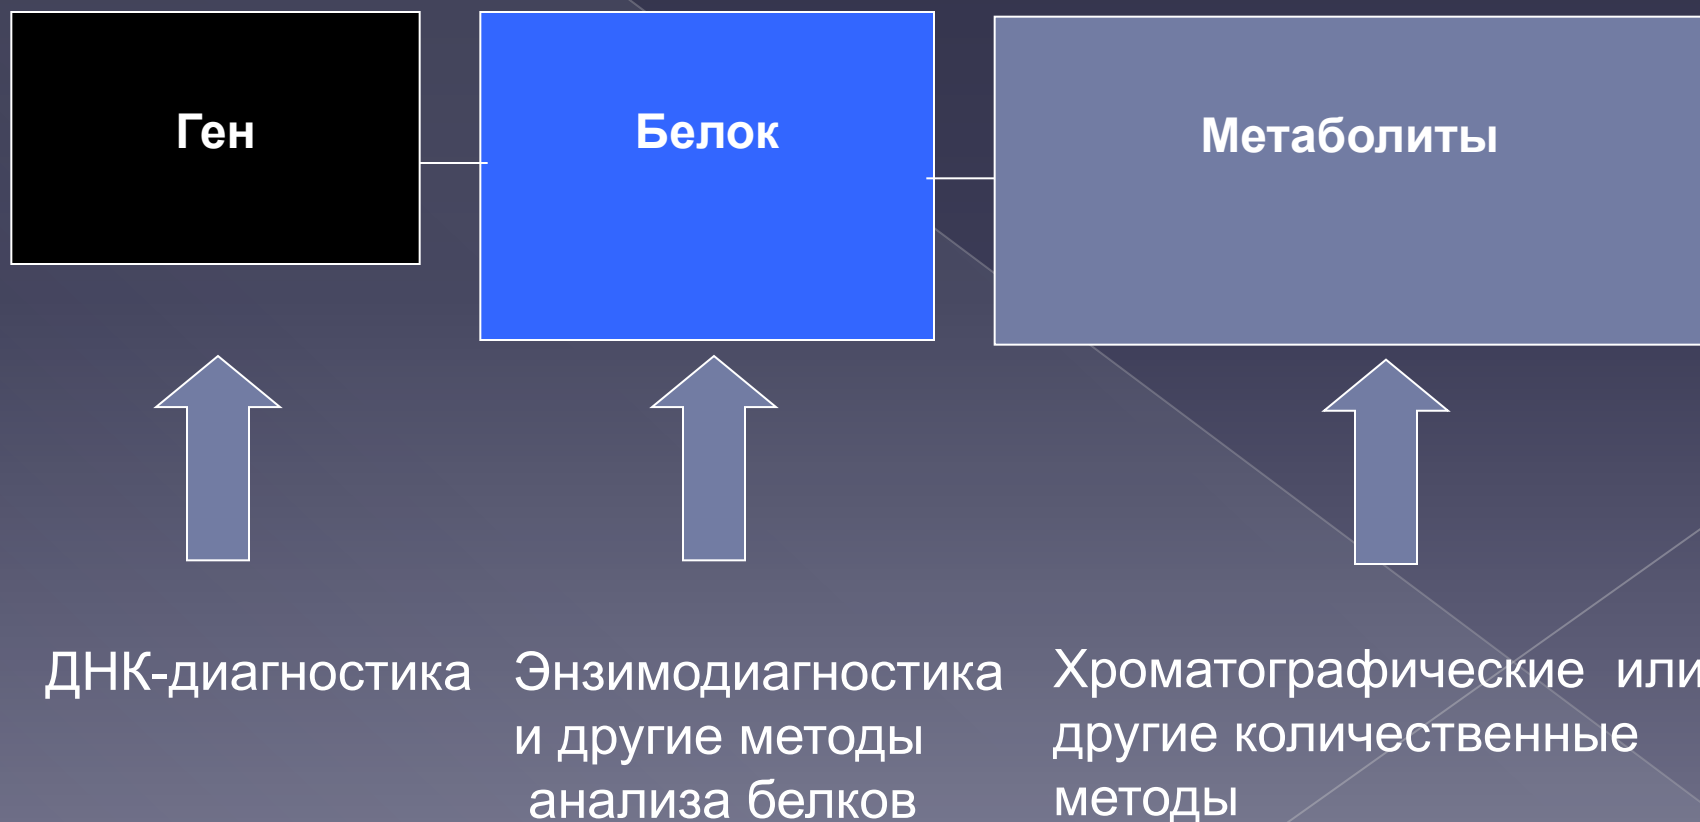 Ген
Белок
Метаболиты
ДНК-диагностика
Энзимодиагностика
и другие методы
анализа белков
Хроматографические или
другие количественные
методы